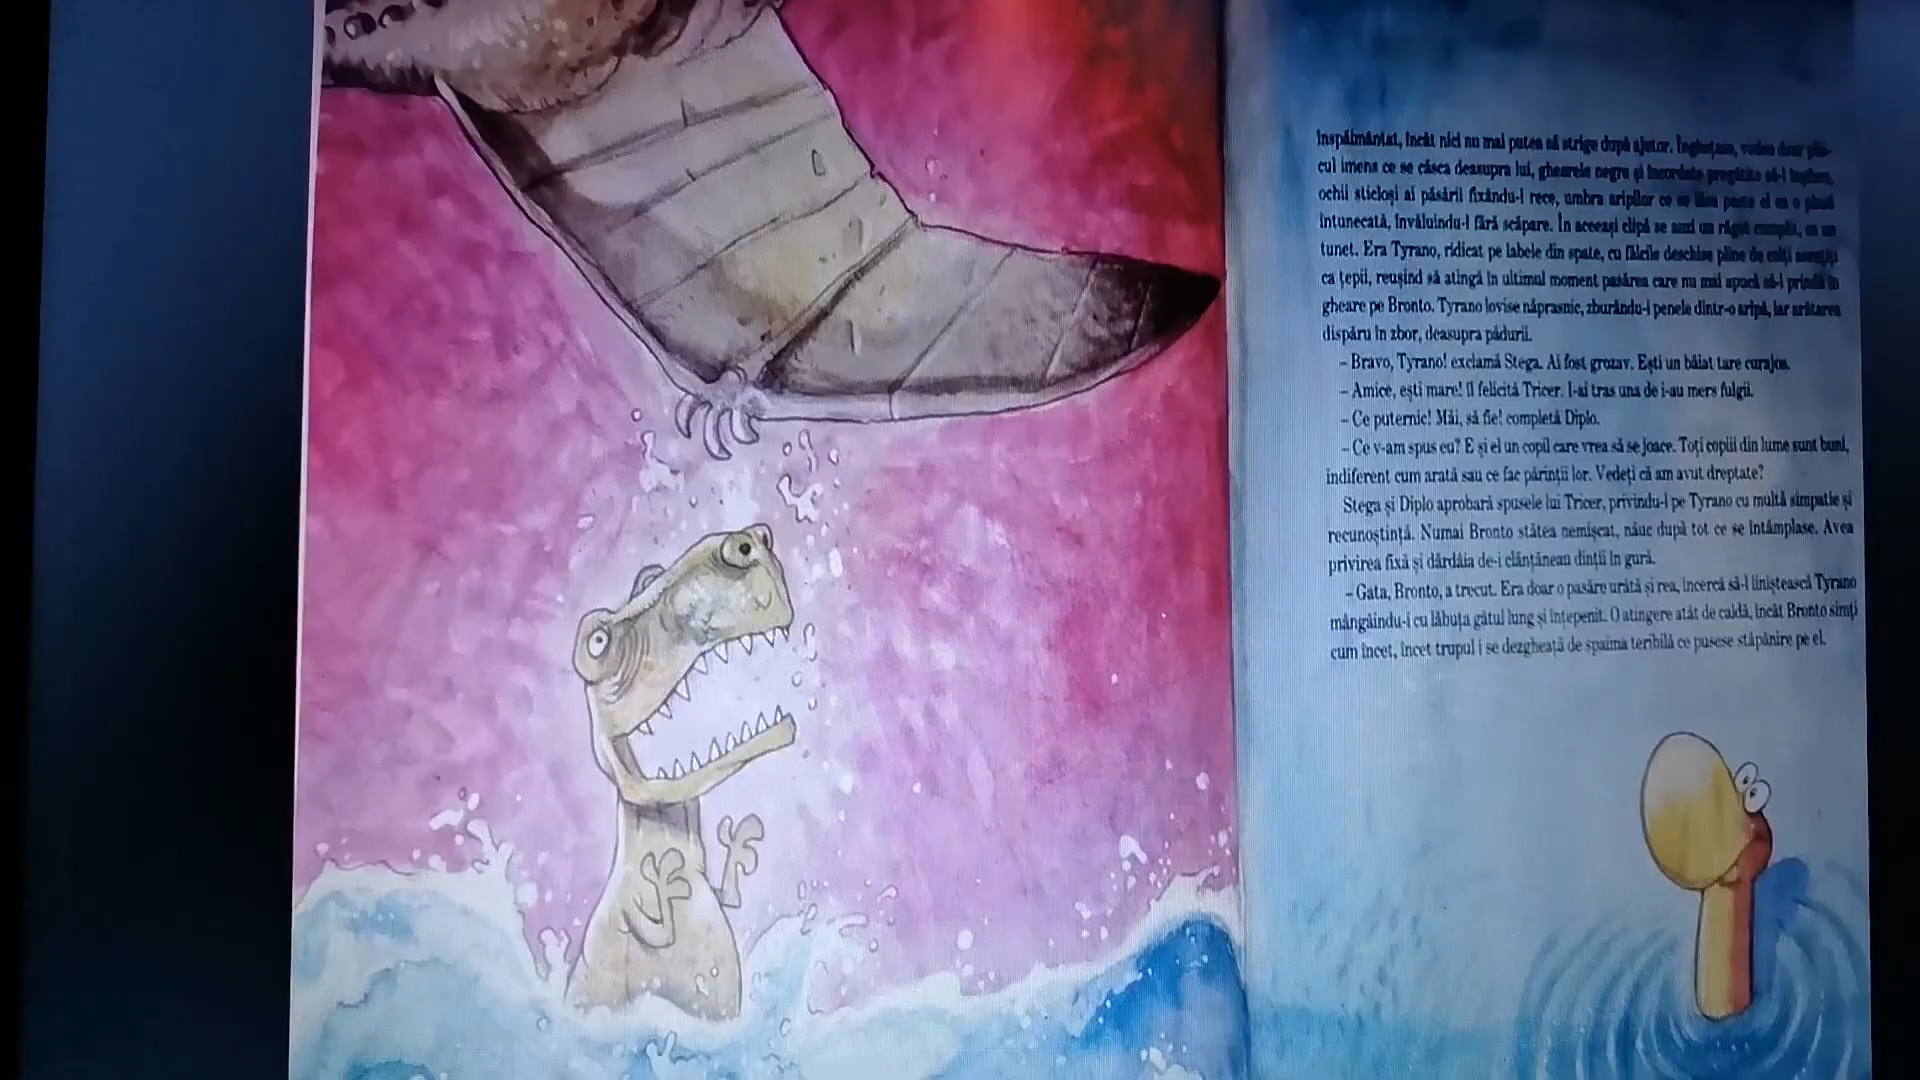 înspăimântat, încât nici nu mai putea să strige după ajutor. Înghețase, vedea doar plis-
cul imens ce se căsca deasupra lui, ghearele negre și încordate pregătite să-l înșface,
ochii sticloși ai păsării fixându-l rece, umbra aripilor ce se lăsa peste el ca o plasă
întunecată, învăluindu-l fără scăpare. În aceeași clipă se auzi un răget cumplit, ca un
tunet. Era Tyrano, ridicat pe labele din spate, cu fălcile deschise pline de colți ascuțiți
ca țepii, reușind să atingă în ultimul moment pasărea care nu mai apucă să-l prindă în
gheare pe Bronto. Tyrano lovise năprasnic, zburându-i penele dintr-o aripă, iar arătarea
dispăru în zbor, deasupra pădurii.
– Bravo, Tyrano! exclamă Stega. Ai fost grozav. Ești un băiat tare curajos.
– Amice, ești mare! îl felicită Tricer. I-ai tras una de i-au mers fulgii.
– Ce puternic! Măi, să fie! completă Diplo.
– Ce v-am spus eu? E și el un copil care vrea să se joace. Toți copiii din lume sunt buni,
indiferent cum arată sau ce fac părinții lor. Vedeți că am avut dreptate?
Stega și Diplo aprobară spusele lui Tricer, privindu-l pe Tyrano cu multă simpatie și
recunoștință. Numai Bronto stătea nemișcat, năuc după tot ce se întâmplase. Avea
privirea fixă și dârdâia de-i clănțăneau dinții în gură.
– Gata, Bronto, a trecut. Era doar o pasăre urâtă și rea, încercă să-l liniștească Tyrano
mângâindu-i cu lăbuța gâtul lung și înțepenit. O atingere atât de caldă, încât Bronto simți
cum încet, încet trupul i se dezgheață de spaima teribilă ce pusese stăpânire pe el.